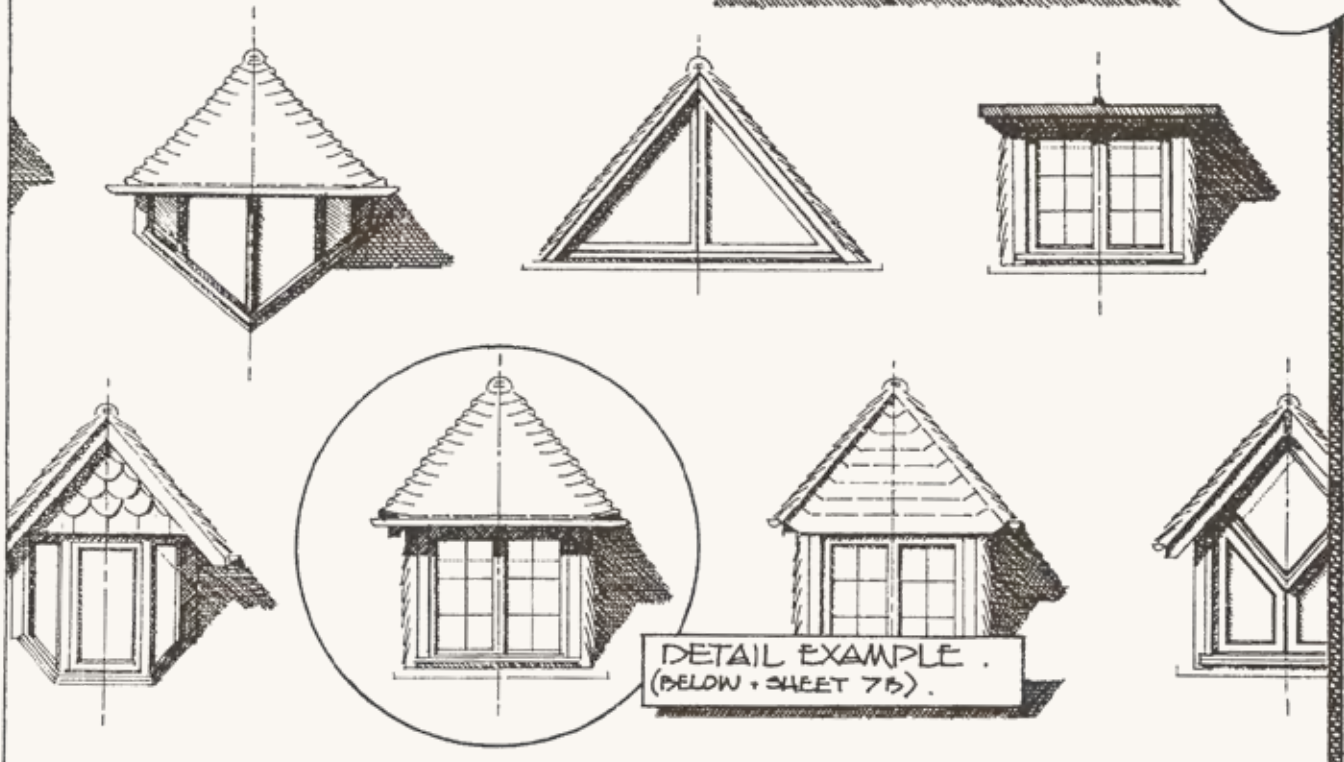 DETAIL EXAMPLE .
(BELOW + SHEET 7B) .